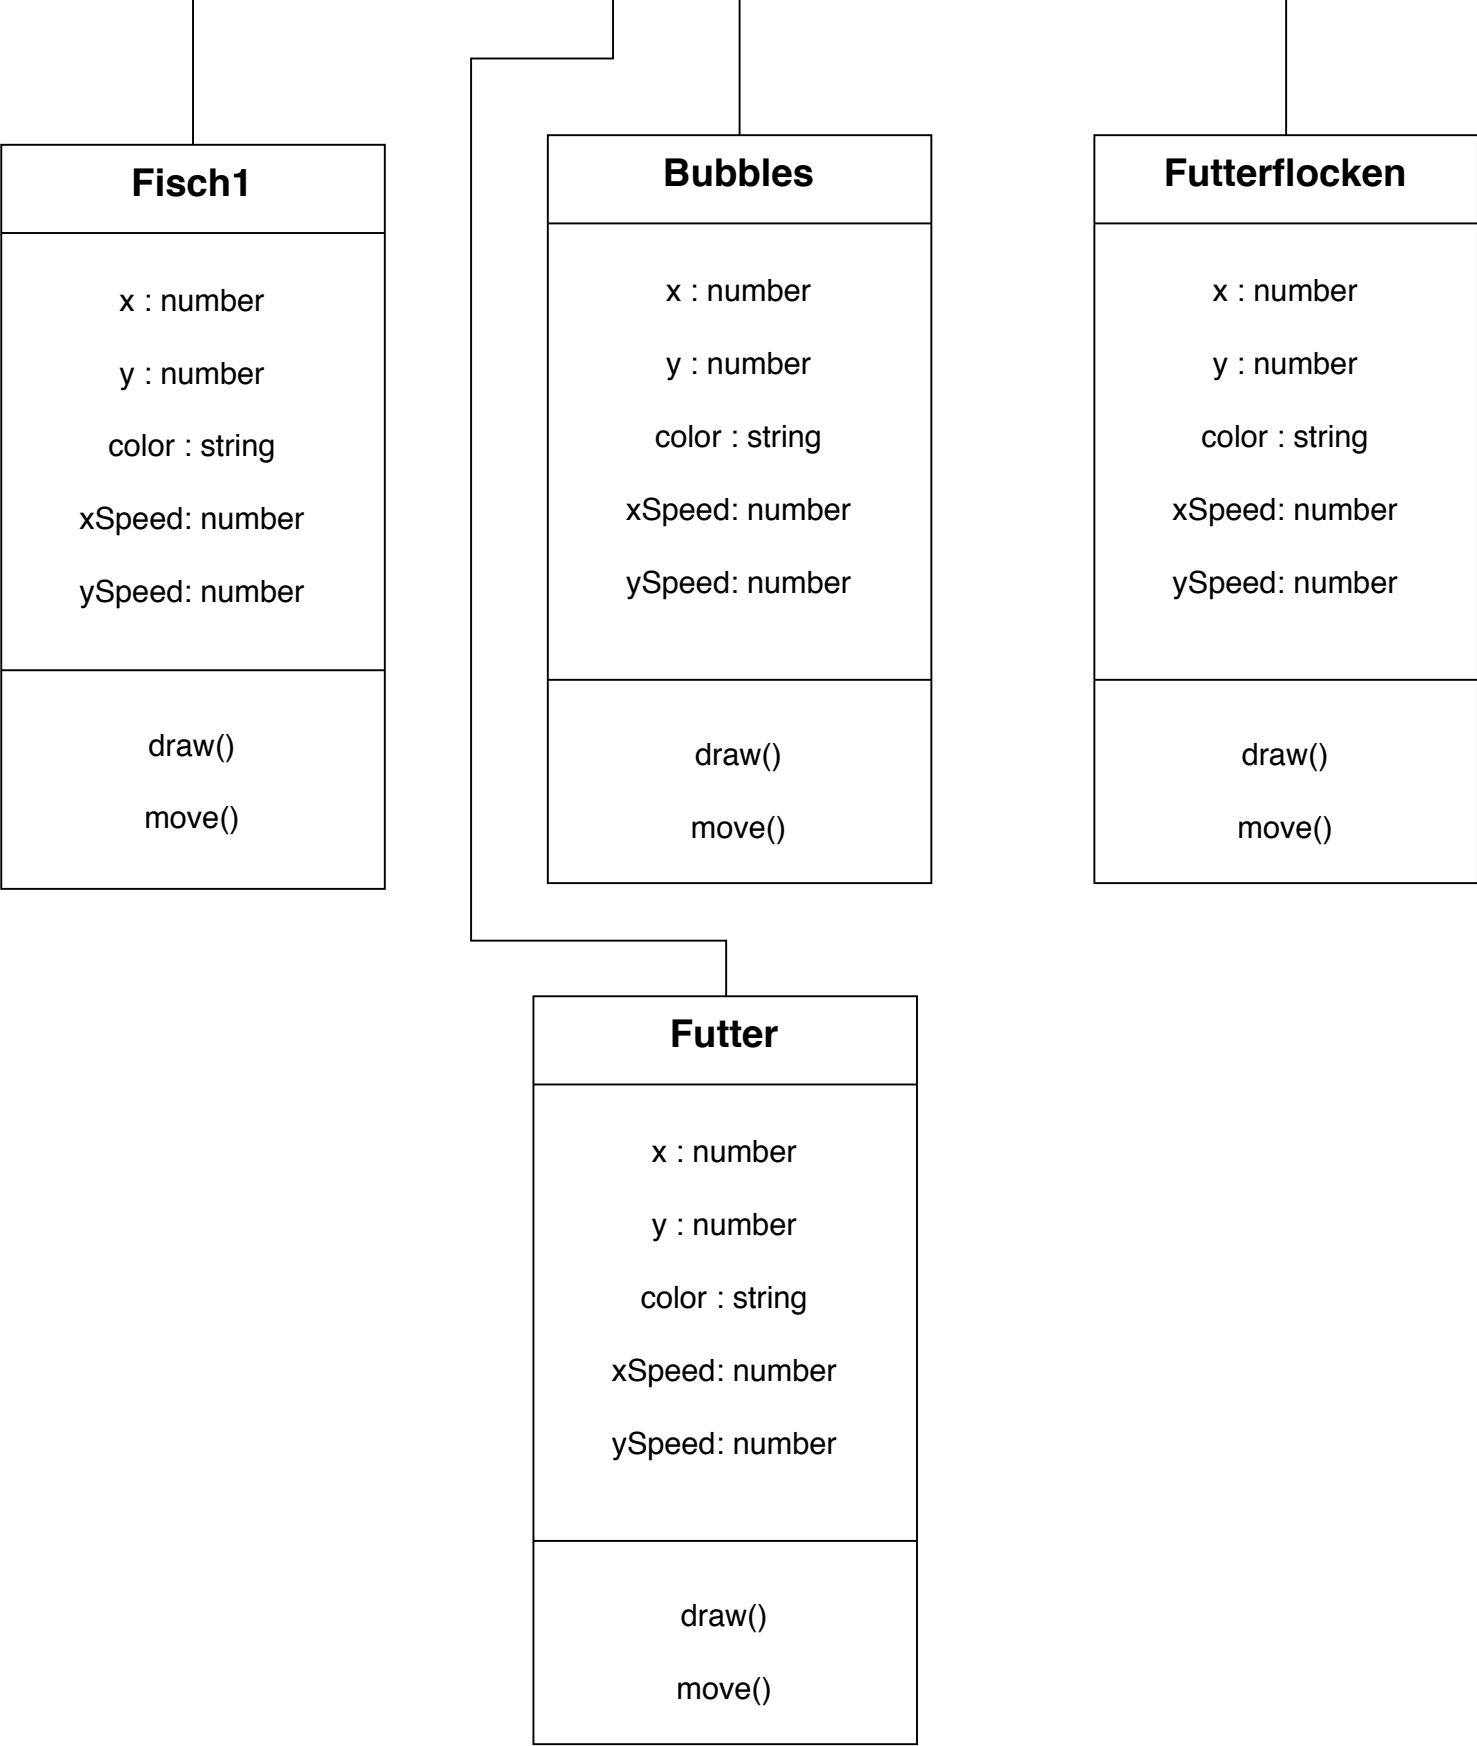 Fisch1
x : number
y : number
color : string
xSpeed: number
ySpeed: number
draw()
move()
Bubbles
x : number
y : number
color : string
xSpeed: number
ySpeed: number
draw()
move()
Futterflocken
x : number
y : number
color : string
xSpeed: number
ySpeed: number
draw()
move()
Futter
x : number
y : number
color : string
xSpeed: number
ySpeed: number
draw()
move()